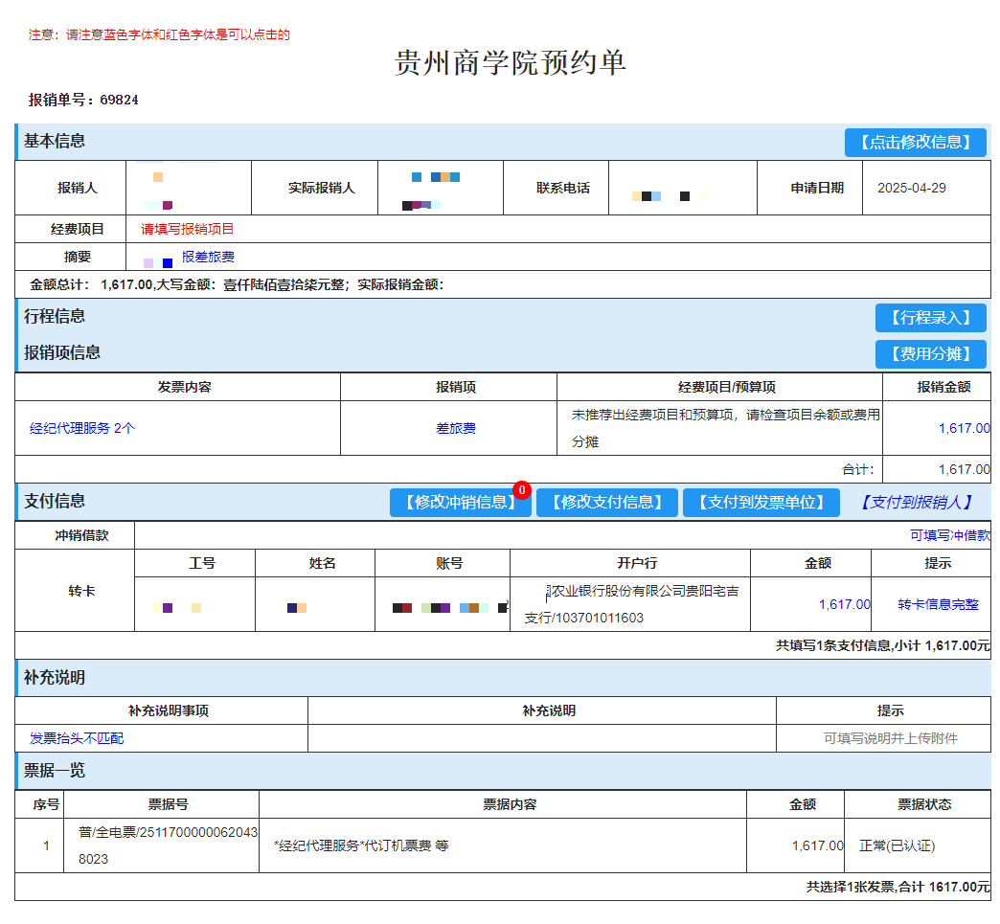 注意：请注意蓝色字体和红色字体是可以点击的
贵州商学院预约单
报销单号：69824
基本信息 【点击修改信息】
报销人 实际报销人 联系电话 申请日期 2025-04-29
经费项目 请填写报销项目
摘要 报差旅费
金额总计： 1,617.00,大写金额：壹仟陆佰壹拾柒元整；实际报销金额：
行程信息 【行程录入】
报销项信息 【费用分摊】
发票内容 报销项 经费项目/预算项 报销金额
经纪代理服务 2个 差旅费 未推荐出经费项目和预算项，请检查项目余额或费用 1,617.00
分摊
合计： 1,617.00
支付信息 【修改冲销信息】 0 【修改支付信息】 【支付到发票单位】 【支付到报销人】
冲销借款 可填写冲借款
转卡 工号 姓名 账号 开户行 金额 提示
农业银行股份有限公司贵阳宅吉 1,617.00 转卡信息完整
支行/103701011603
共填写1条支付信息,小计 1,617.00元
补充说明
补充说明事项 补充说明 提示
发票抬头不匹配 可填写说明并上传附件
票据一览
序号 票据号 票据内容 金额 票据状态
1 普/全电票/2511700000062043 *经纪代理服务*代订机票费 等 1,617.00 正常(已认证)
8023
共选择1张发票,合计 1617.00元